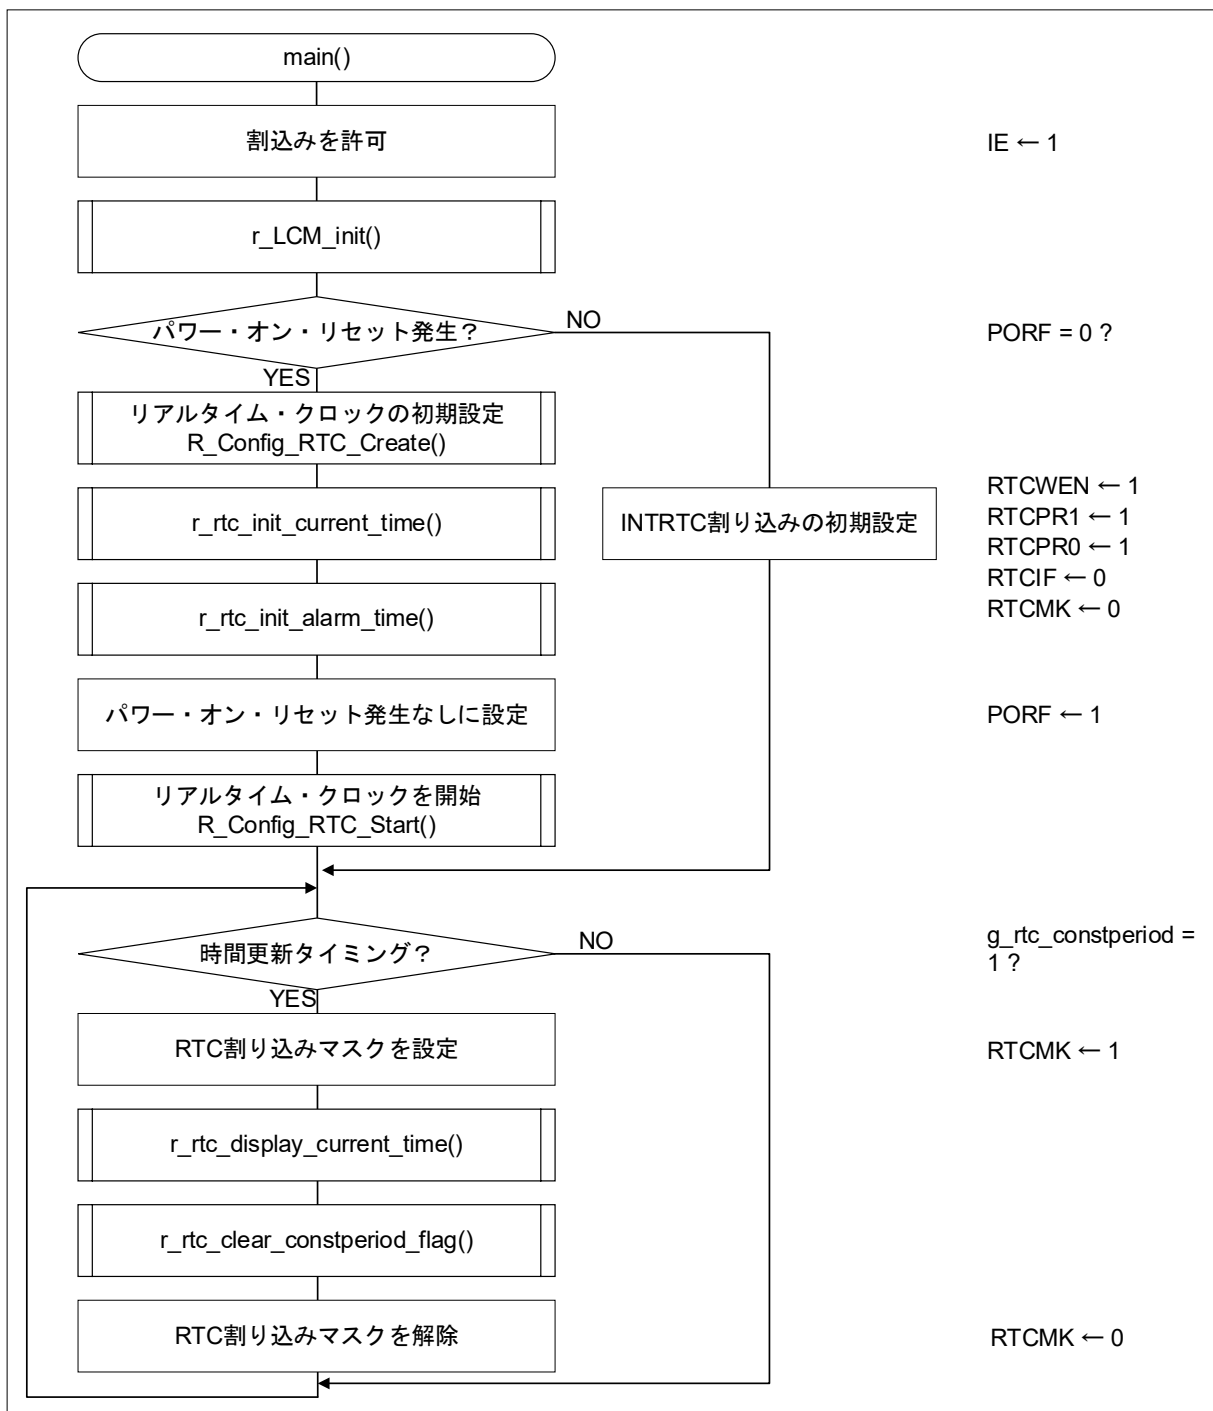 main()
割込みを許可
IE ← 1
r_LCM_init()
パワー・オン・リセット発生？
NO
PORF = 0 ?
YES
リアルタイム・クロックの初期設定
R_Config_RTC_Create()
r_rtc_init_current_time()
INTRTC割り込みの初期設定
RTCWEN ← 1
RTCPR1 ← 1
RTCPR0 ← 1
RTCIF ← 0
RTCMK ← 0
r_rtc_init_alarm_time()
パワー・オン・リセット発生なしに設定
PORF ← 1
リアルタイム・クロックを開始
R_Config_RTC_Start()
時間更新タイミング？
NO
g_rtc_constperiod =
1 ?
YES
RTC割り込みマスクを設定
RTCMK ← 1
r_rtc_display_current_time()
r_rtc_clear_constperiod_flag()
RTC割り込みマスクを解除
RTCMK ← 0